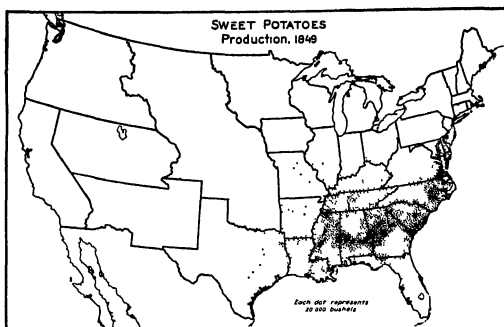 SWEET POTATOES
Production, 1849
Each dot represents
20 000 bushels